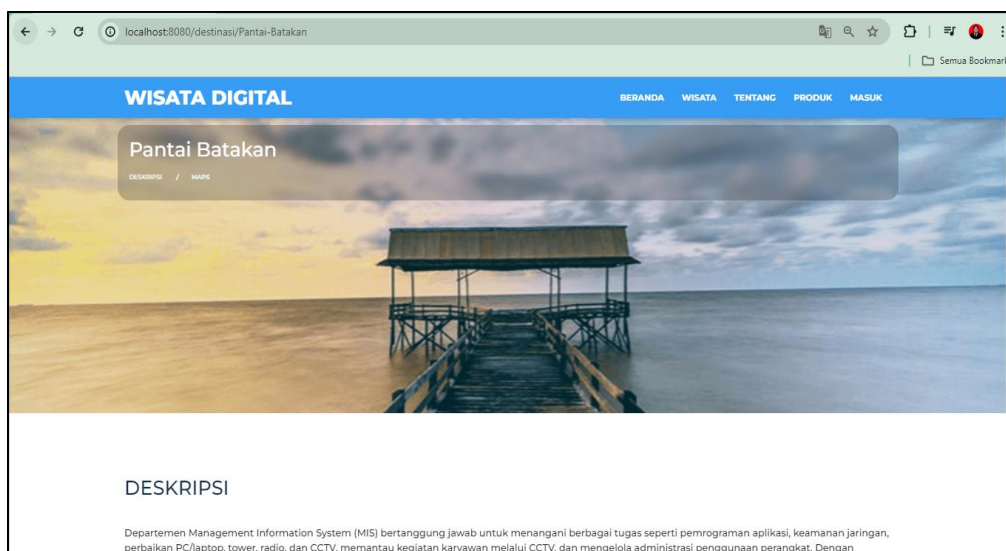 localhost:8080/destinasi/Pantai-Batakan
Semua Bookmark
WISATA DIGITAL
BERANDA WISATA TENTANG PRODUK MASUK
Pantai Batakan
DESKRIPSI / MAPS
DESKRIPSI
Departemen Management Information System (MIS) bertanggung jawab untuk menangani berbagai tugas seperti pemrograman aplikasi, keamanan jaringan,
perbaikan PC/laptop, tower, radio, dan CCTV, memantau kegiatan karyawan melalui CCTV, dan mengelola administrasi penggunaan perangkat. Dengan